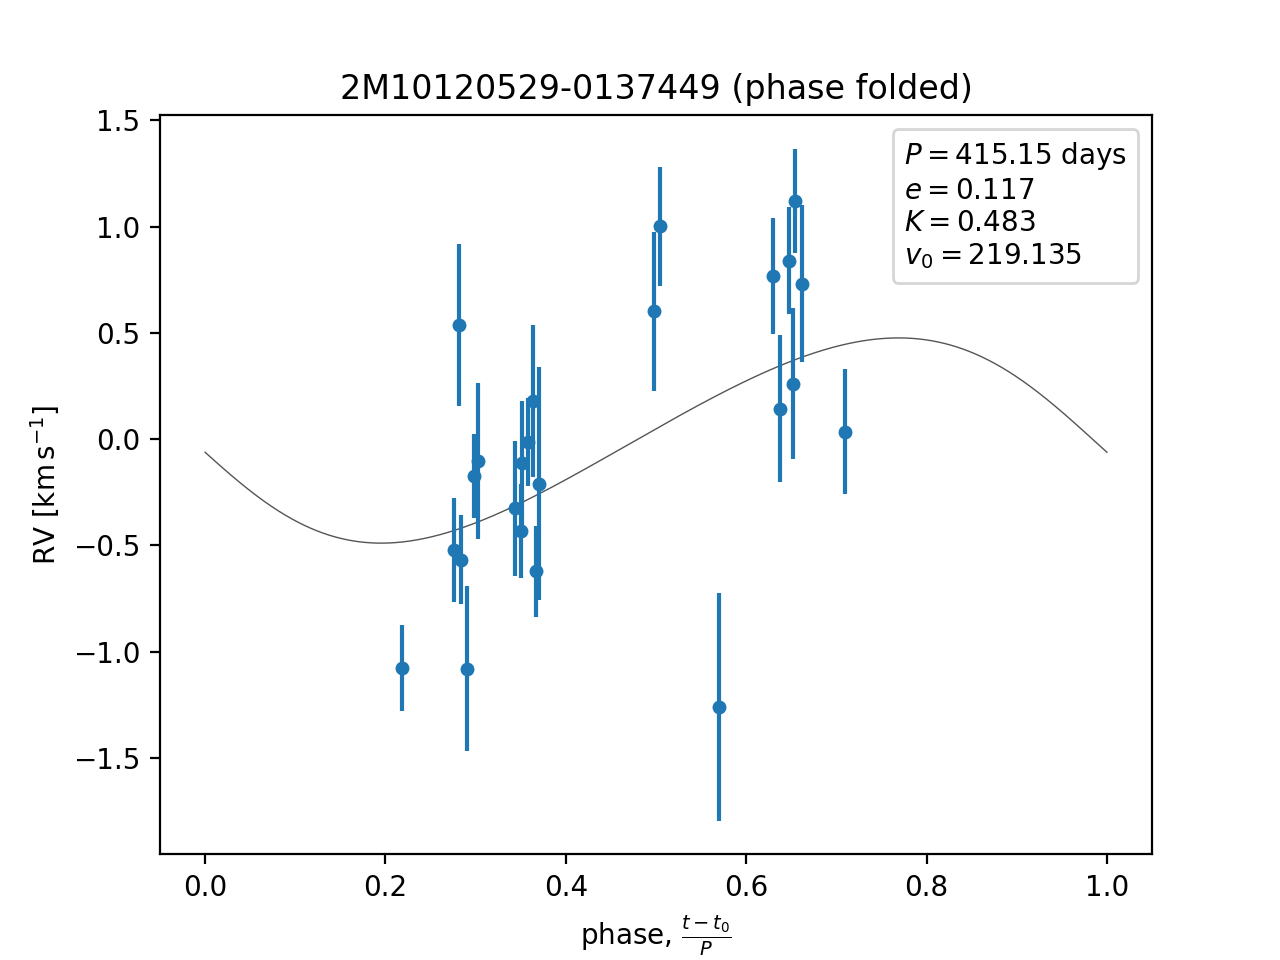 2M10120529-0137449 (phase folded)
P = 415.15 days
e = 0.117
K = 0.483
v₀ = 219.135
1.5
1.0
0.5
0.0
−0.5
−1.0
−1.5
RV [km s⁻¹]
0.0 0.2 0.4 0.6 0.8 1.0
phase, (t − t₀)/P